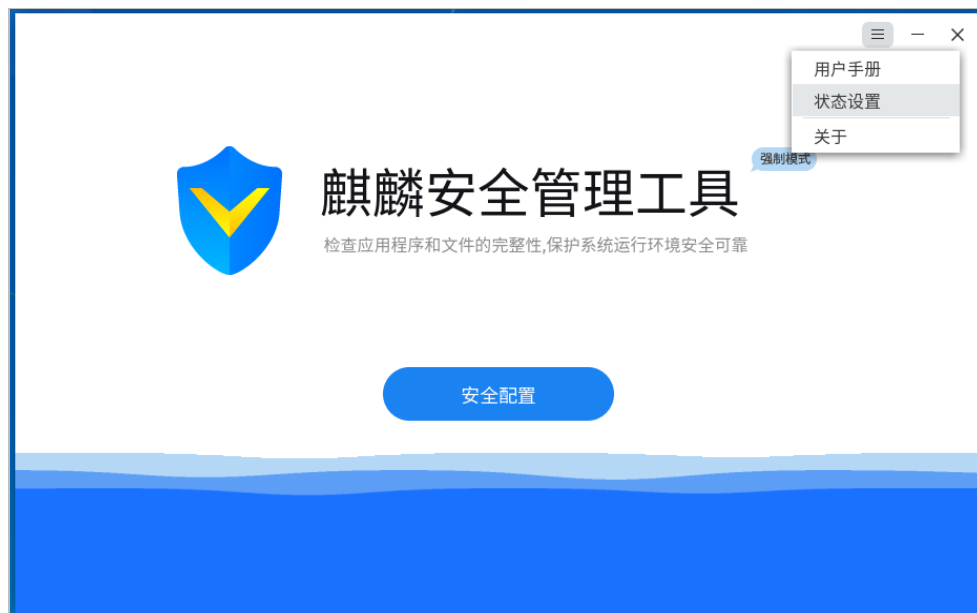 用户手册
状态设置
关于
强制模式
麒麟安全管理工具
检查应用程序和文件的完整性,保护系统运行环境安全可靠
安全配置